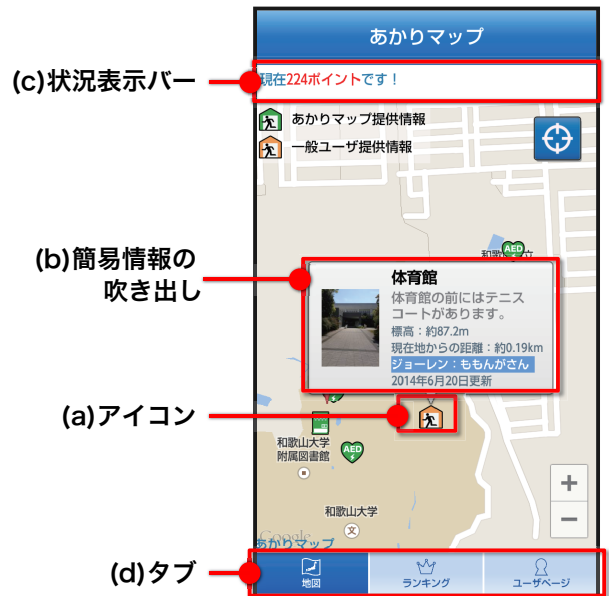 あかりマップ
(c)状況表示バー
現在224ポイントです！
あかりマップ提供情報
一般ユーザ提供情報
AED
和歌
立
(b)簡易情報の
吹き出し
体育館
体育館の前にはテニス
コートがあります。
標高：約87.2m
現在地からの距離：約0.19km
ジョーレン：ももんがさん
2014年6月20日更新
(a)アイコン
和歌山大学
附属図書館
AED
+
和歌山大学
文
−
Google
あかりマップ
(d)タブ
地図
ランキング
ユーザページ